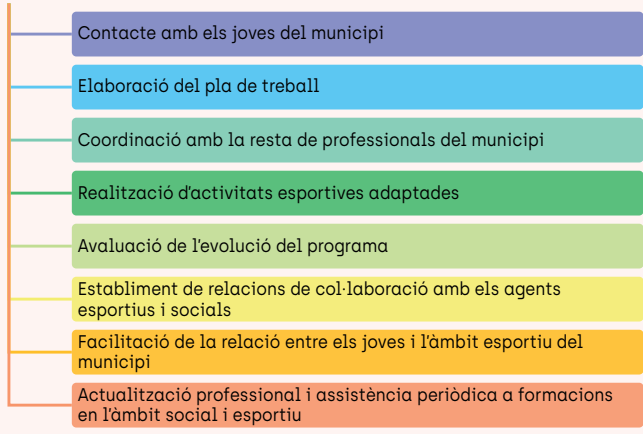 Contacte amb els joves del municipi
Elaboració del pla de treball
Coordinació amb la resta de professionals del municipi
Realització d'activitats esportives adaptades
Avaluació de l'evolució del programa
Establiment de relacions de col·laboració amb els agents
esportius i socials
Facilitació de la relació entre els joves i l'àmbit esportiu del
municipi
Actualització professional i assistència periòdica a formacions
en l'àmbit social i esportiu